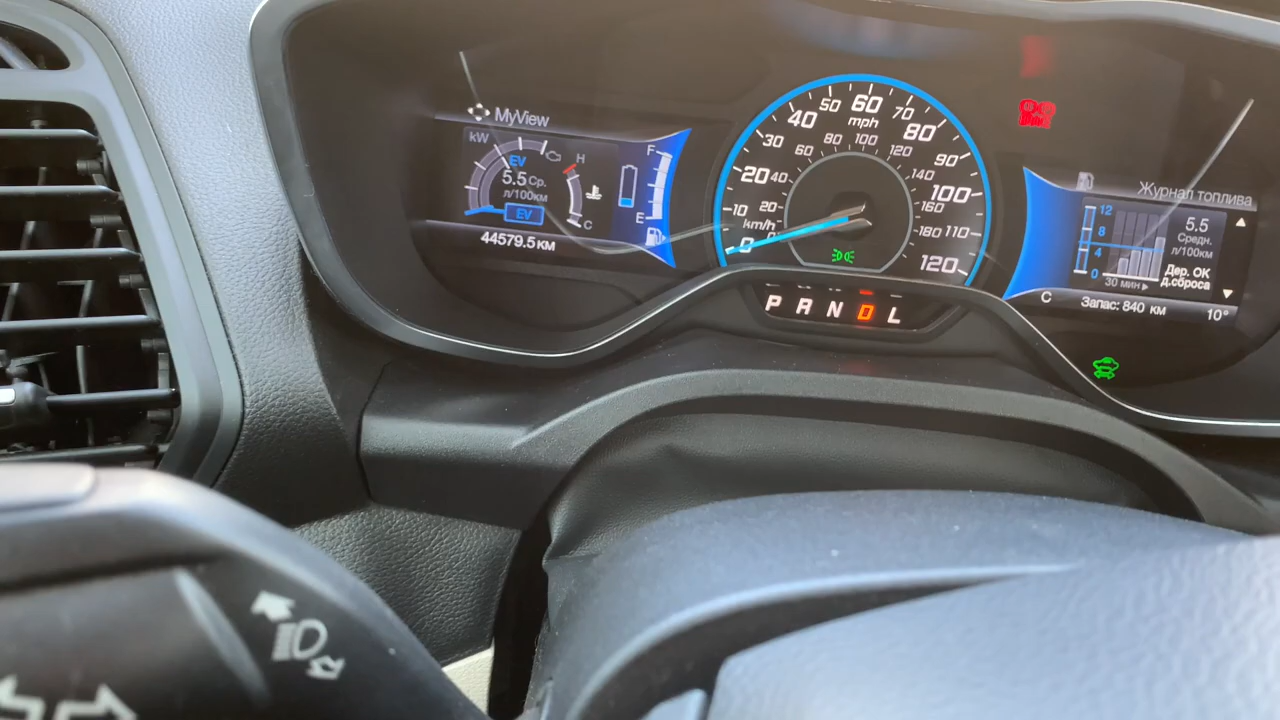 MyView
kW
EV
5.5 Ср.
л/100км
EV
H
C
F
E
44579.5 км
0 10 20 30 40 50 60 70 80 90 100 110 120
mph
20 40 60 80 100 120 140 160 180
km/h
P R N D L
Журнал топлива
12
8
4
0
30 мин
5.5
Средн.
л/100км
Дер. OK
д.сброса
C
Запас: 840 км
10°